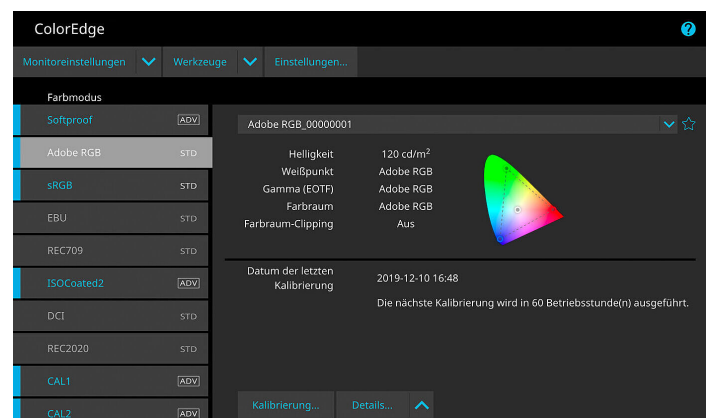 ColorEdge
Monitoreinstellungen Werkzeuge Einstellungen...
Farbmodus
Softproof ADV
Adobe RGB STD
sRGB STD
EBU STD
REC709 STD
ISOCoated2 ADV
DCI STD
REC2020 STD
CAL1 ADV
CAL2 ADV
Adobe RGB_00000001
Helligkeit 120 cd/m²
Weißpunkt Adobe RGB
Gamma (EOTF) Adobe RGB
Farbraum Adobe RGB
Farbraum-Clipping Aus
Datum der letzten
Kalibrierung
2019-12-10 16:48
Die nächste Kalibrierung wird in 60 Betriebsstunde(n) ausgeführt.
Kalibrierung... Details...